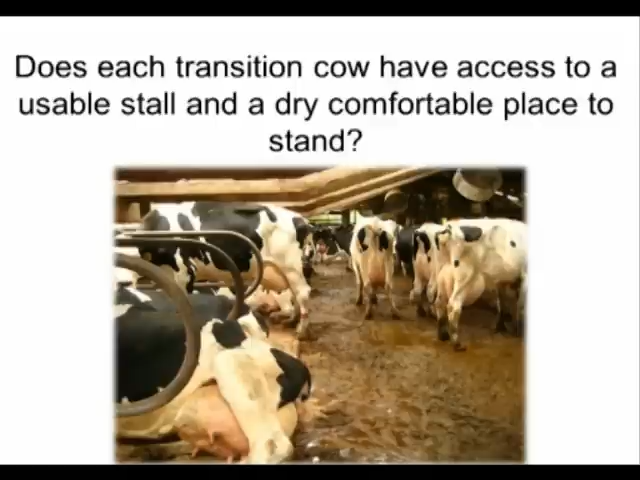 Does each transition cow have access to a
usable stall and a dry comfortable place to
stand?